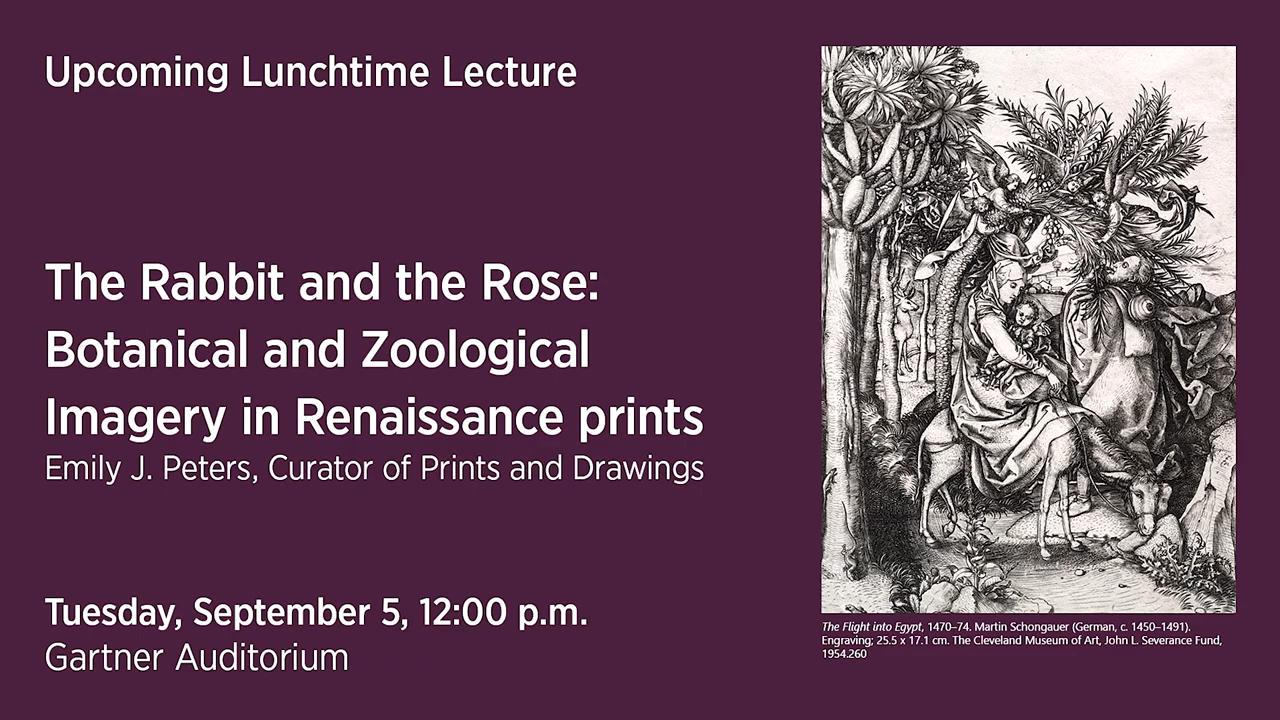 Upcoming Lunchtime Lecture
The Rabbit and the Rose:
Botanical and Zoological
Imagery in Renaissance prints
Emily J. Peters, Curator of Prints and Drawings
Tuesday, September 5, 12:00 p.m.
Gartner Auditorium
The Flight into Egypt, 1470–74. Martin Schongauer (German, c. 1450–1491).
Engraving; 25.5 x 17.1 cm. The Cleveland Museum of Art, John L. Severance Fund,
1954.260